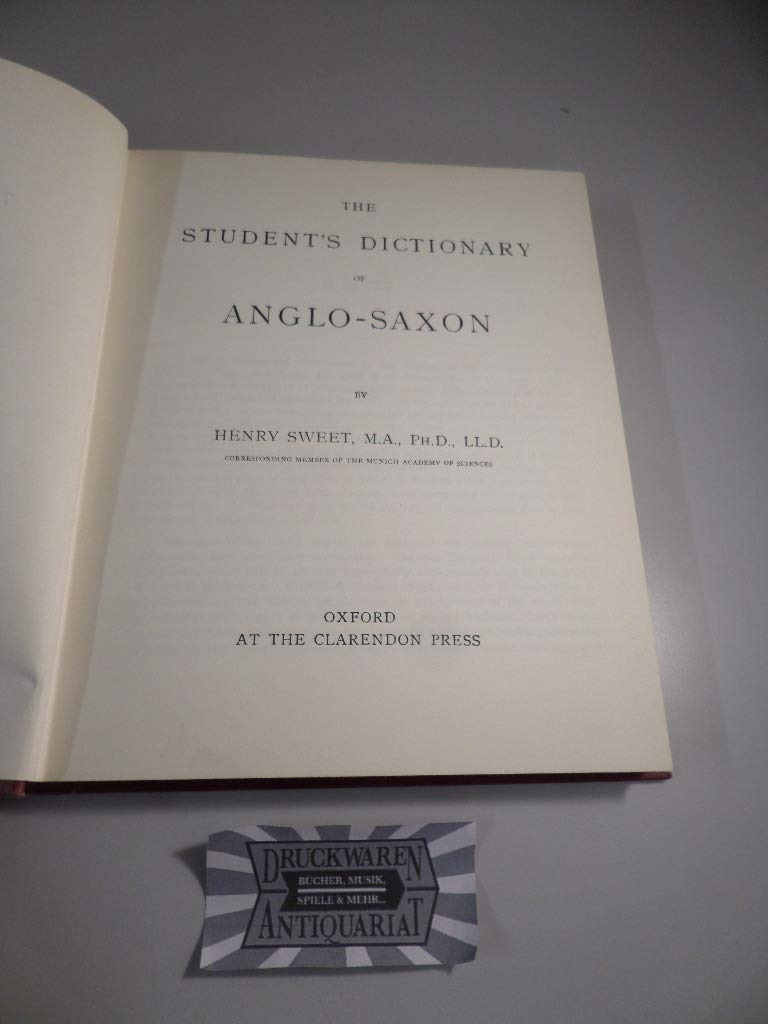 THE
STUDENT'S DICTIONARY
OF
ANGLO-SAXON
BY
HENRY SWEET, M.A., PH.D., LL.D.
CORRESPONDING MEMBER OF THE MUNICH ACADEMY OF SCIENCES
OXFORD
AT THE CLARENDON PRESS
DRUCKWAREN
BÜCHER, MUSIK,
SPIELE & MEHR...
ANTIQUARIAT